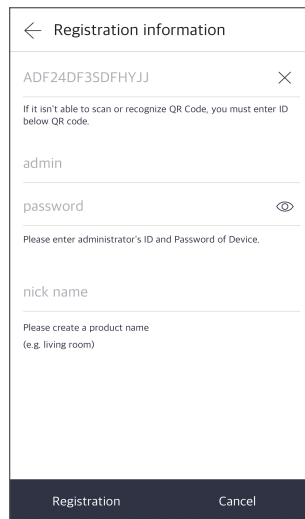 Registration information
ADF24DF3SDFHYJJ
If it isn't able to scan or recognize QR Code, you must enter ID
below QR code.
admin
password
Please enter administrator's ID and Password of Device.
nick name
Please create a product name
(e.g. living room)
Registration Cancel